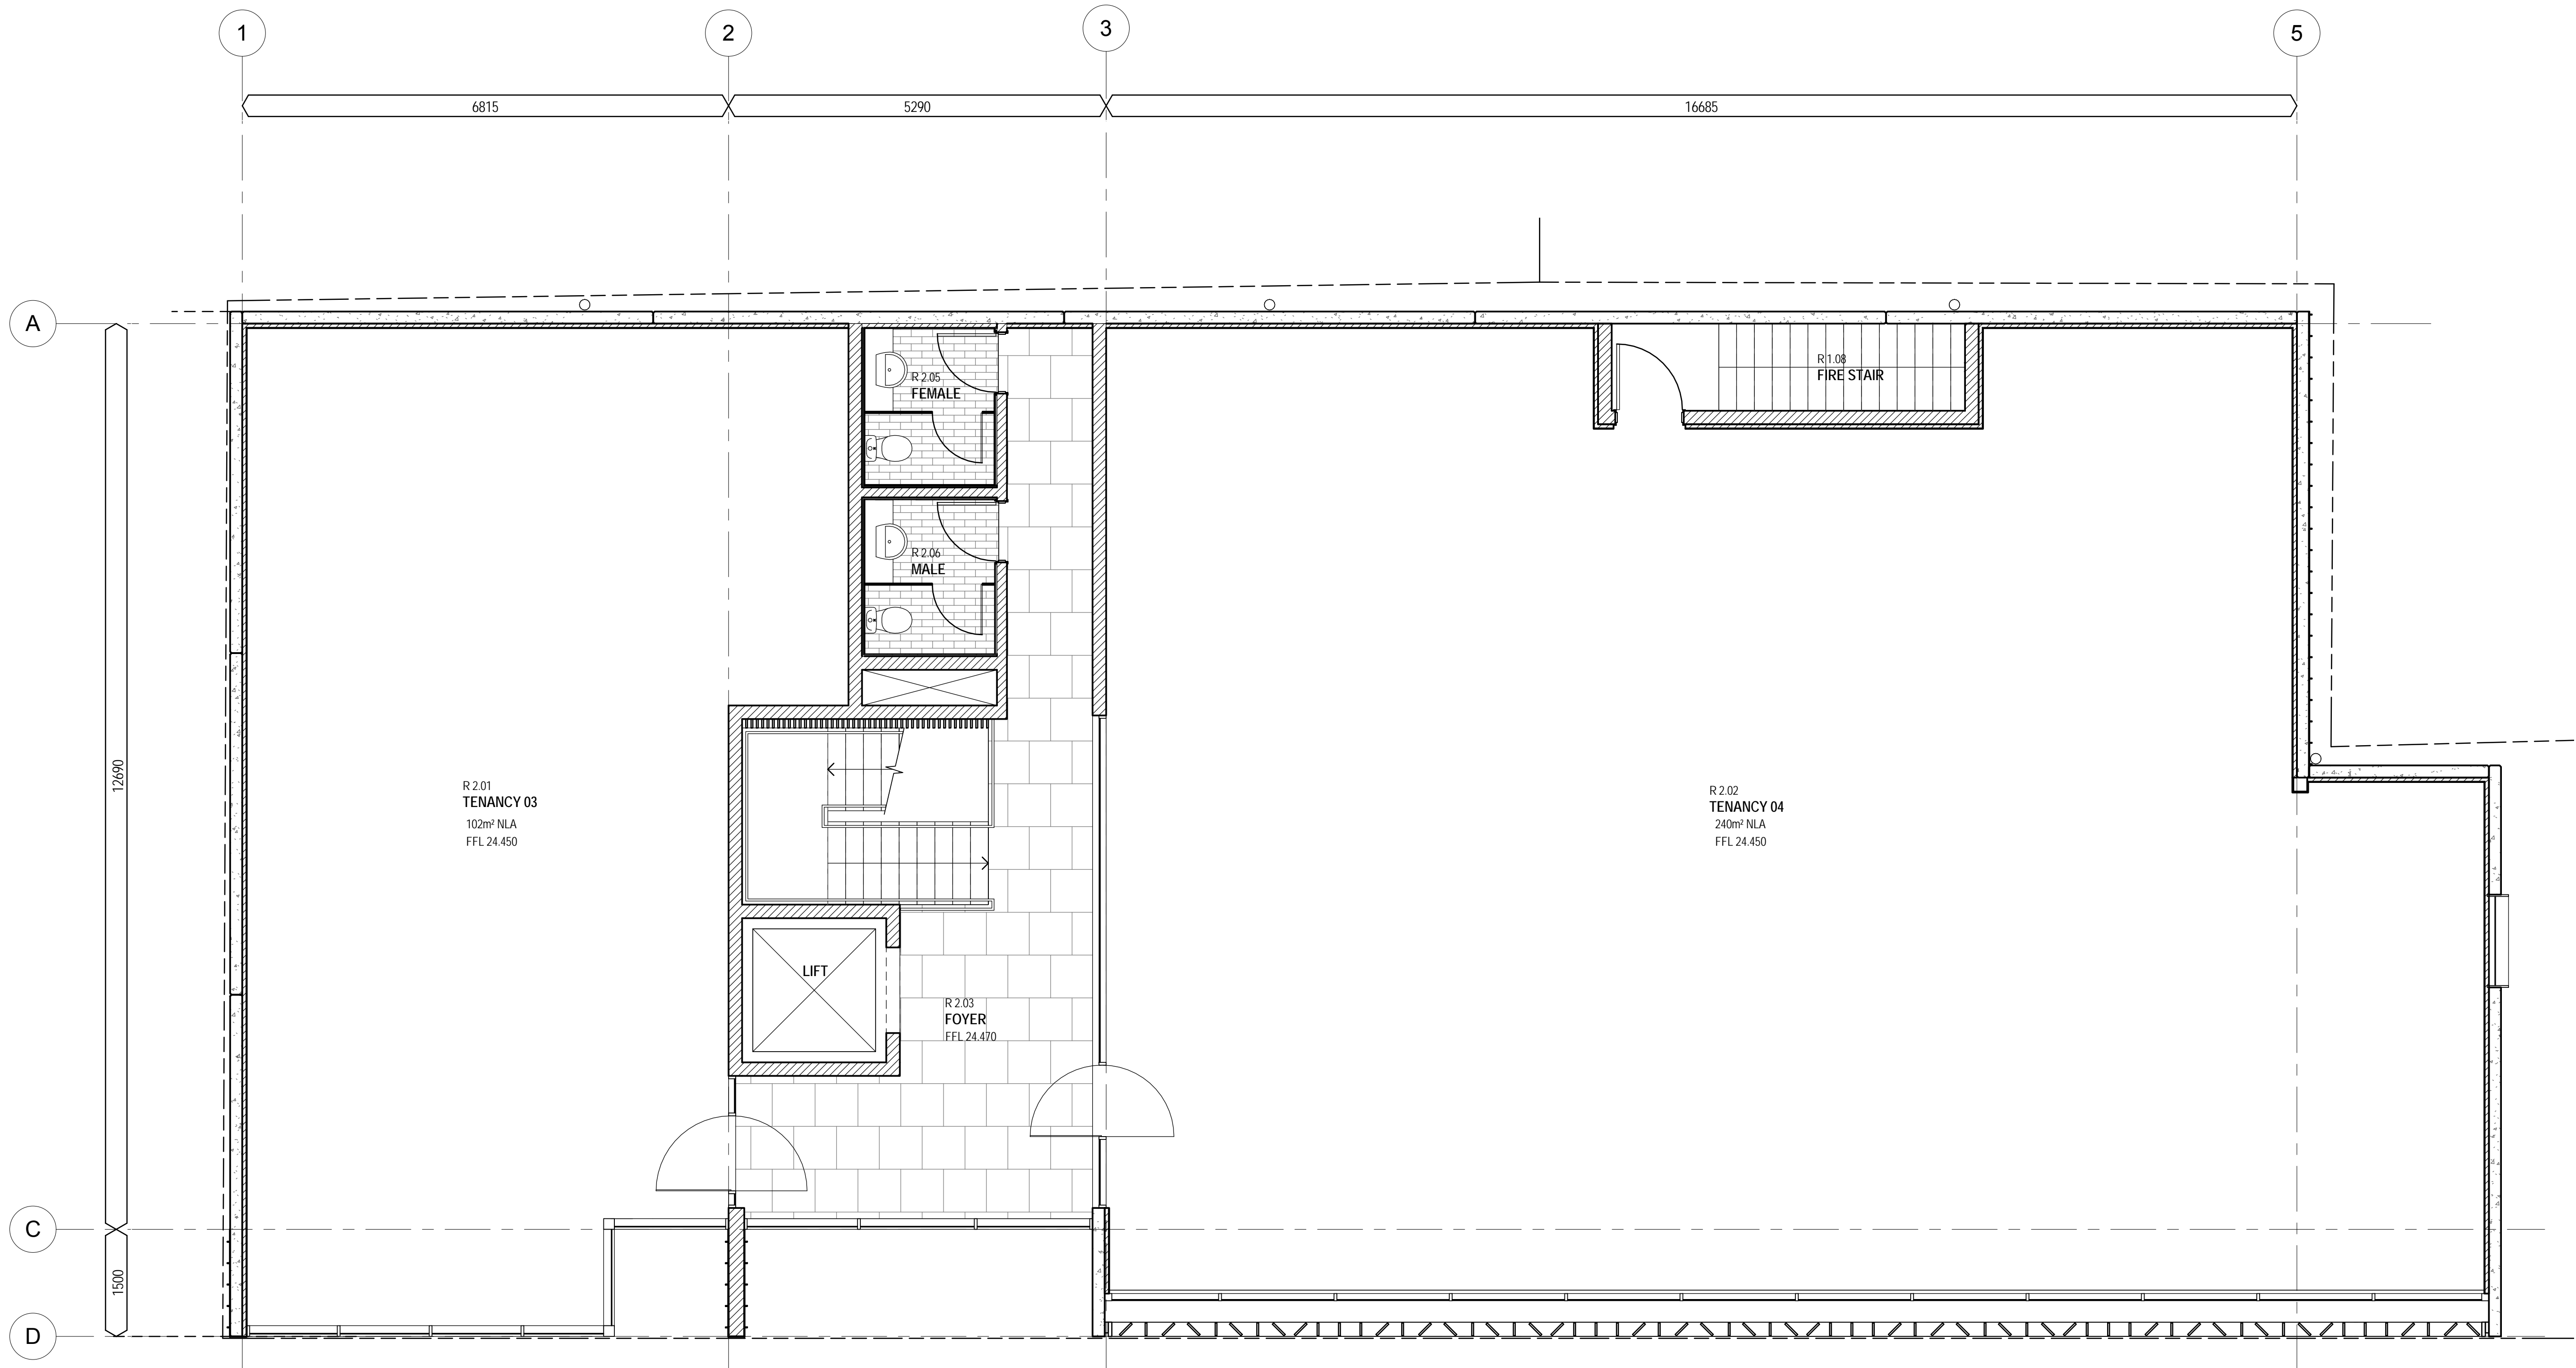 1
2
3
5
6815
5290
16685
A
R 2.05
FEMALE
R 1.08
FIRE STAIR
R 2.06
MALE
12690
R 2.01
TENANCY 03
102m² NLA
FFL 24.450
R 2.02
TENANCY 04
240m² NLA
FFL 24.450
LIFT
R 2.03
FOYER
FFL 24.470
C
1500
D